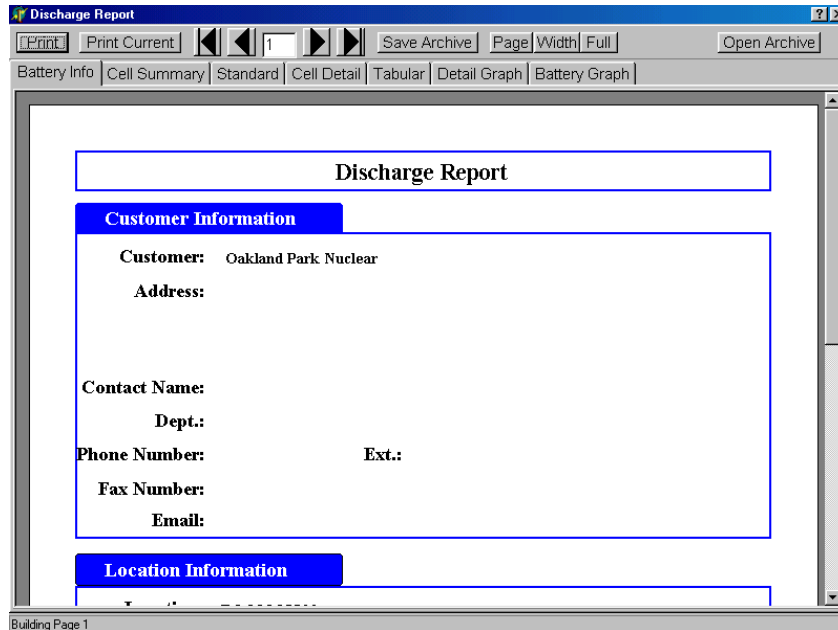 Discharge Report
Print Print Current 1 Save Archive Page Width Full Open Archive
Battery Info Cell Summary Standard Cell Detail Tabular Detail Graph Battery Graph
Discharge Report
Customer Information
Customer: Oakland Park Nuclear
Address:
Contact Name:
Dept.:
Phone Number: Ext.:
Fax Number:
Email:
Location Information
Building Page 1